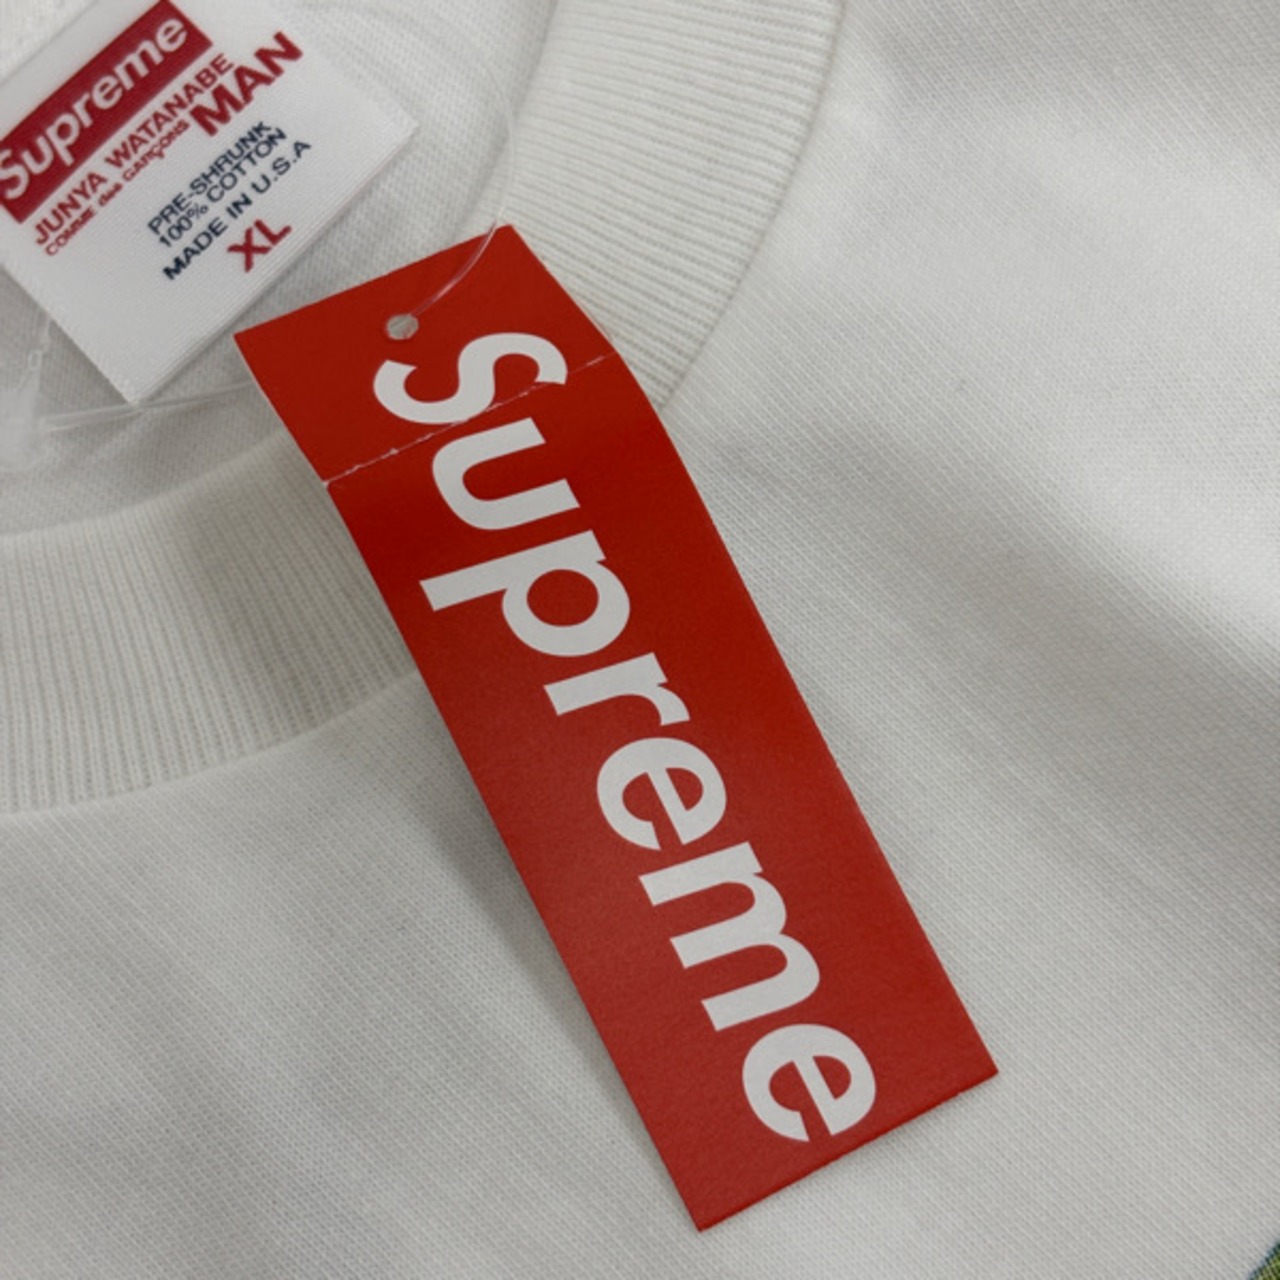 Supreme
JUNYA WATANABE
COMME des GARÇONS MAN
PRE-SHRUNK
100% COTTON
MADE IN U.S.A
XL
Supreme